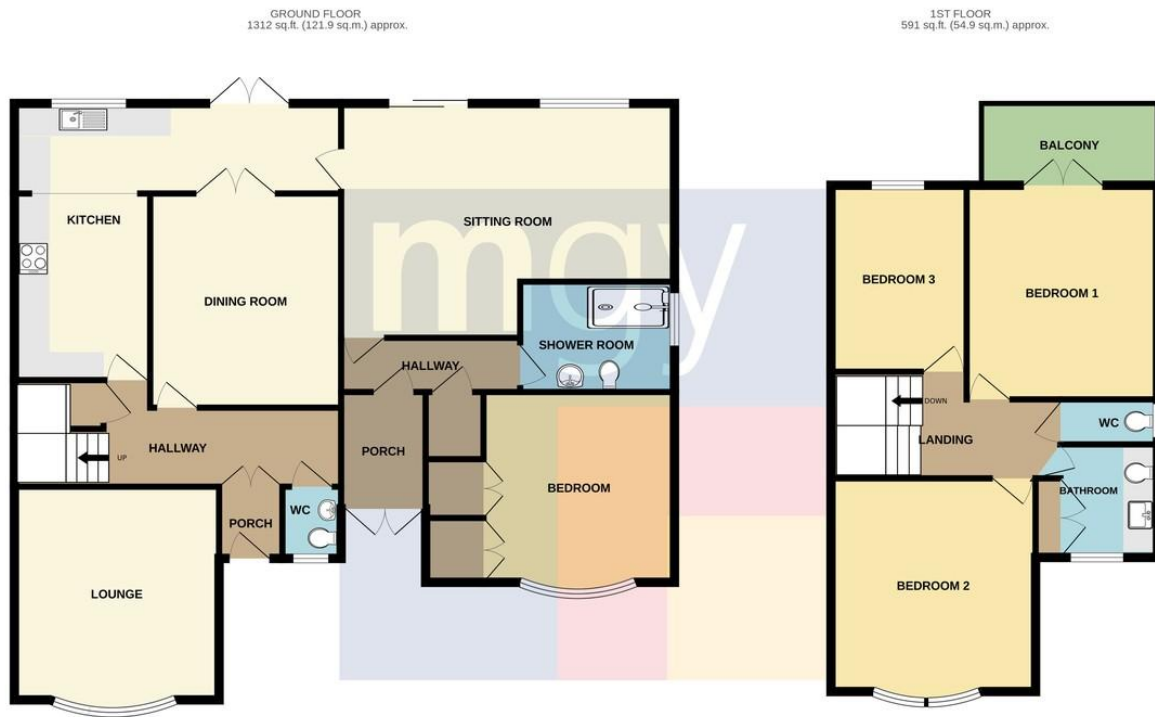 GROUND FLOOR
1312 sq.ft. (121.9 sq.m.) approx.
1ST FLOOR
591 sq.ft. (54.9 sq.m.) approx.
BALCONY
KITCHEN
SITTING ROOM
mgy
DINING ROOM
BEDROOM 3
BEDROOM 1
SHOWER ROOM
HALLWAY
DOWN
WC
LANDING
HALLWAY
PORCH
UP
BEDROOM
BATHROOM
WC
PORCH
LOUNGE
BEDROOM 2